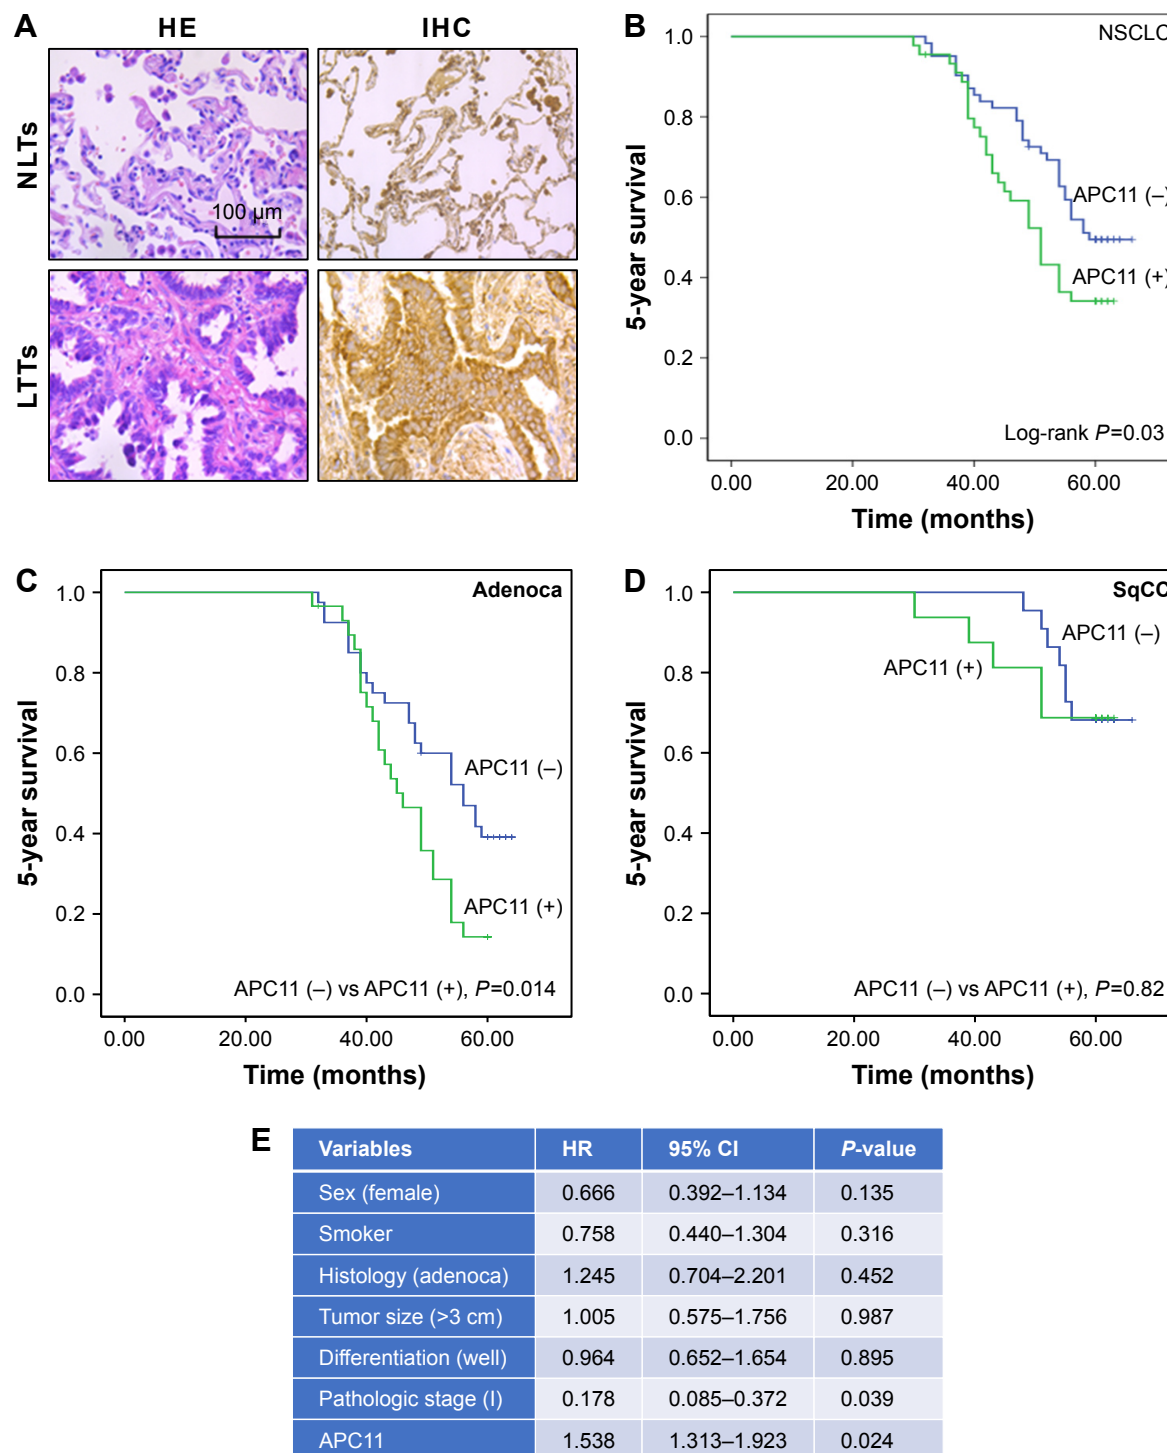 A
HE
IHC
NLTs
100 μm
LTTs
B
NSCLC
1.0
0.8
0.6
0.4
0.2
0.0
5-year survival
APC11 (–)
APC11 (+)
Log-rank P=0.03
0.00 20.00 40.00 60.00
Time (months)
C
Adenoca
1.0
0.8
0.6
0.4
0.2
0.0
5-year survival
APC11 (–)
APC11 (+)
APC11 (–) vs APC11 (+), P=0.014
0.00 20.00 40.00 60.00
Time (months)
D
SqCC
1.0
0.8
0.6
0.4
0.2
0.0
5-year survival
APC11 (–)
APC11 (+)
APC11 (–) vs APC11 (+), P=0.82
0.00 20.00 40.00 60.00
Time (months)
E
Variables HR 95% CI P-value
Sex (female) 0.666 0.392–1.134 0.135
Smoker 0.758 0.440–1.304 0.316
Histology (adenoca) 1.245 0.704–2.201 0.452
Tumor size (>3 cm) 1.005 0.575–1.756 0.987
Differentiation (well) 0.964 0.652–1.654 0.895
Pathologic stage (I) 0.178 0.085–0.372 0.039
APC11 1.538 1.313–1.923 0.024